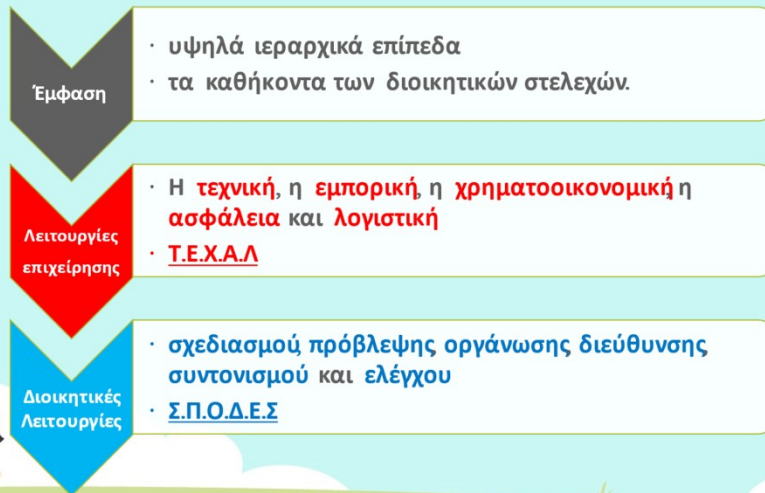 Έμφαση
· υψηλά ιεραρχικά επίπεδα
· τα καθήκοντα των διοικητικών στελεχών.
Λειτουργίες
επιχείρησης
· Η τεχνική, η εμπορική, η χρηματοοικονομική, η
ασφάλεια και λογιστική
· Τ.Ε.Χ.Α.Λ
Διοικητικές
Λειτουργίες
· σχεδιασμού, πρόβλεψης, οργάνωσης, διεύθυνσης,
συντονισμού και ελέγχου
· Σ.Π.Ο.Δ.Ε.Σ